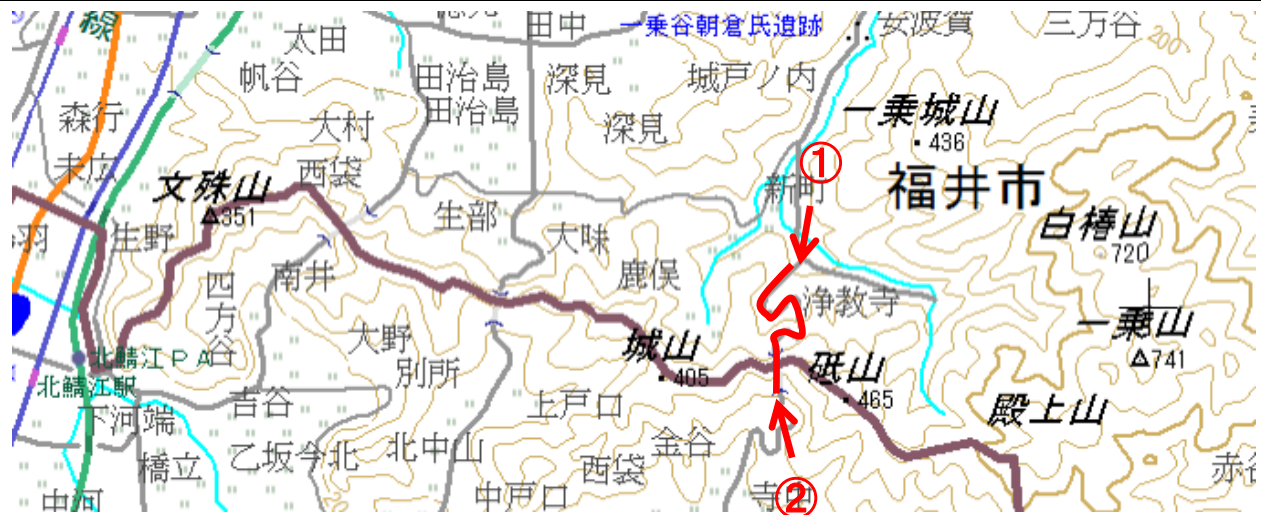 線
太田
田中
一乗谷朝倉氏遺跡
安波賀
三万谷
200
帆谷
田治島
深見
城戸ノ内
田治島
森行
大村
深見
一乗城山
436
末広
西袋
①
新町
福井市
文殊山
351
生野
生部
大味
白椿山
720
南井
鹿俣
浄教寺
四方谷
一乗山
741
大野
城山
405
砥山
465
北鯖江PA
北鯖江駅
別所
殿上山
吉谷
上戸口
下河端
北中山
金谷
橋立
乙坂今北
西袋
中河
中戸口
寺中
②